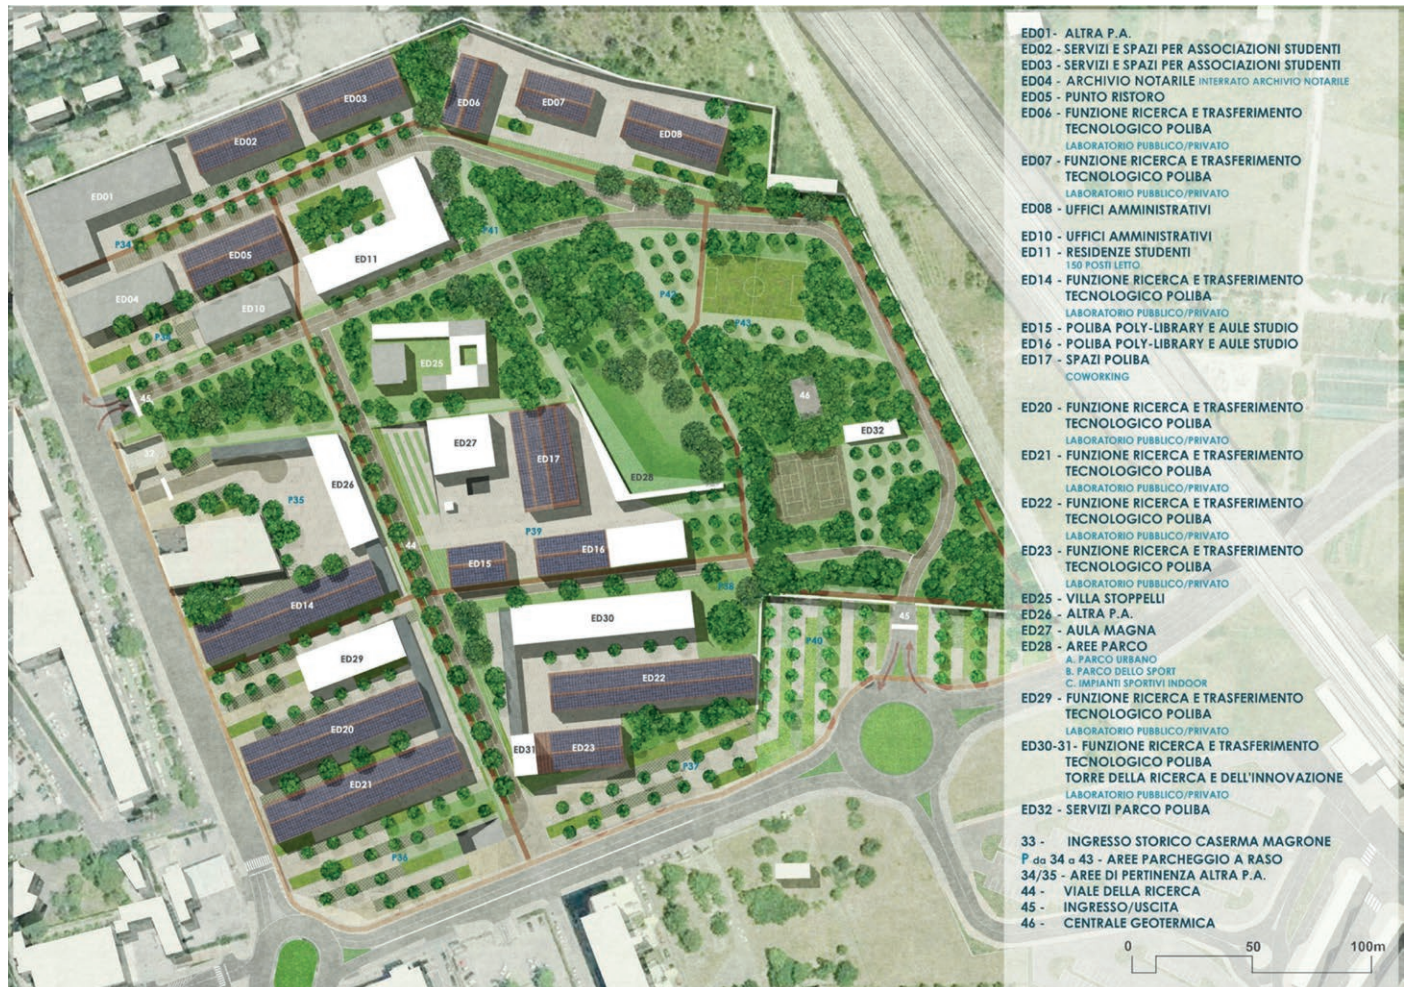 ED01- ALTRA P.A.
ED02 - SERVIZI E SPAZI PER ASSOCIAZIONI STUDENTI
ED03 - SERVIZI E SPAZI PER ASSOCIAZIONI STUDENTI
ED04 - ARCHIVIO NOTARILE INTERRATO ARCHIVIO NOTARILE
ED05 - PUNTO RISTORO
ED06 - FUNZIONE RICERCA E TRASFERIMENTO
TECNOLOGICO POLIBA
LABORATORIO PUBBLICO/PRIVATO
ED07 - FUNZIONE RICERCA E TRASFERIMENTO
TECNOLOGICO POLIBA
LABORATORIO PUBBLICO/PRIVATO
ED08 - UFFICI AMMINISTRATIVI
ED10 - UFFICI AMMINISTRATIVI
ED11 - RESIDENZE STUDENTI
150 POSTI LETTO
ED14 - FUNZIONE RICERCA E TRASFERIMENTO
TECNOLOGICO POLIBA
LABORATORIO PUBBLICO/PRIVATO
ED15 - POLIBA POLY-LIBRARY E AULE STUDIO
ED16 - POLIBA POLY-LIBRARY E AULE STUDIO
ED17 - SPAZI POLIBA
COWORKING
ED20 - FUNZIONE RICERCA E TRASFERIMENTO
TECNOLOGICO POLIBA
LABORATORIO PUBBLICO/PRIVATO
ED21 - FUNZIONE RICERCA E TRASFERIMENTO
TECNOLOGICO POLIBA
LABORATORIO PUBBLICO/PRIVATO
ED22 - FUNZIONE RICERCA E TRASFERIMENTO
TECNOLOGICO POLIBA
LABORATORIO PUBBLICO/PRIVATO
ED23 - FUNZIONE RICERCA E TRASFERIMENTO
TECNOLOGICO POLIBA
LABORATORIO PUBBLICO/PRIVATO
ED25 - VILLA STOPPELLI
ED26 - ALTRA P.A.
ED27 - AULA MAGNA
ED28 - AREE PARCO
A. PARCO URBANO
B. PARCO DELLO SPORT
C. IMPIANTI SPORTIVI INDOOR
ED29 - FUNZIONE RICERCA E TRASFERIMENTO
TECNOLOGICO POLIBA
LABORATORIO PUBBLICO/PRIVATO
ED30-31- FUNZIONE RICERCA E TRASFERIMENTO
TECNOLOGICO POLIBA
TORRE DELLA RICERCA E DELL'INNOVAZIONE
LABORATORIO PUBBLICO/PRIVATO
ED32 - SERVIZI PARCO POLIBA
33 - INGRESSO STORICO CASERMA MAGRONE
P da 34 a 43 - AREE PARCHEGGIO A RASO
34/35 - AREE DI PERTINENZA ALTRA P.A.
44 - VIALE DELLA RICERCA
45 - INGRESSO/USCITA
46 - CENTRALE GEOTERMICA
0 50 100m
ED03
ED06
ED07
ED08
ED02
ED01
P34
P41
ED05
ED11
ED04
ED10
P42
P43
ED25
46
45
ED27
ED17
ED32
ED26
ED28
P35
P39
44
ED15
ED16
ED14
ED30
45
P40
ED29
ED22
ED20
ED31
ED23
P37
ED21
P36